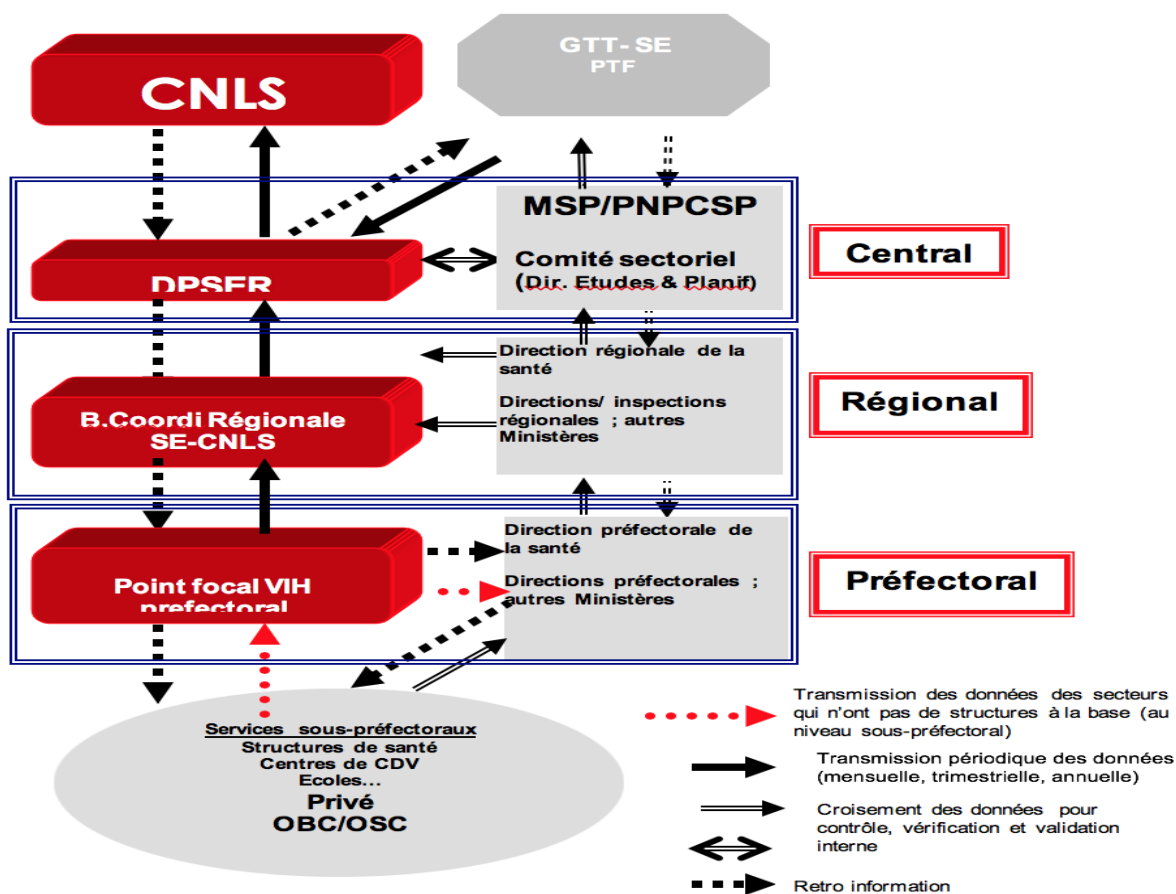 CNLS
GTT- SE
PTF
MSP/PNPCSP
Comité sectoriel
(Dir. Etudes & Planif)
DPSER
Central
Direction régionale de la
santé
Directions/ inspections
régionales ; autres
Ministères
B.Coordi Régionale
SE-CNLS
Régional
Direction préfectorale de
la santé
Directions préfectorales ;
autres Ministères
Point focal VIH
prefectoral
Préfectoral
Services sous-préfectoraux
Structures de santé
Centres de CDV
Ecoles...
Privé
OBC/OSC
Transmission des données des secteurs
qui n'ont pas de structures à la base (au
niveau sous-préfectoral)
Transmission périodique des données
(mensuelle, trimestrielle, annuelle)
Croisement des données pour
contrôle, vérification et validation
interne
Retro information